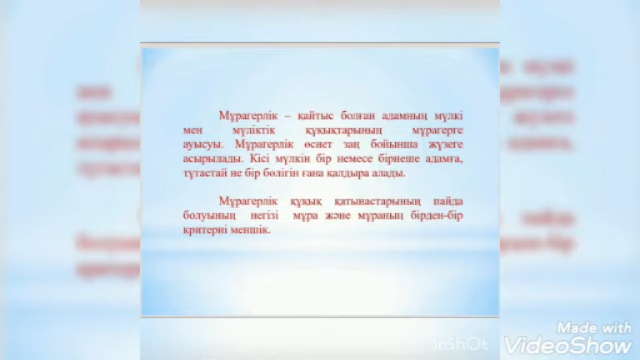 Мұрагерлік – қайтыс болған адамның мүлкі
мен мүліктік құқықтарының мұрагерге
ауысуы. Мұрагерлік өсиет заң бойынша жүзеге
асырылады. Кісі мүлкін бір немесе бірнеше адамға,
тұтастай не бір бөлігін ғана қалдыра алады.
Мұрагерлік құқық қатынастарының пайда
болуының негізі мұра және мұраның бірден-бір
критериі меншік.
InShOt
Made with
VideoShow